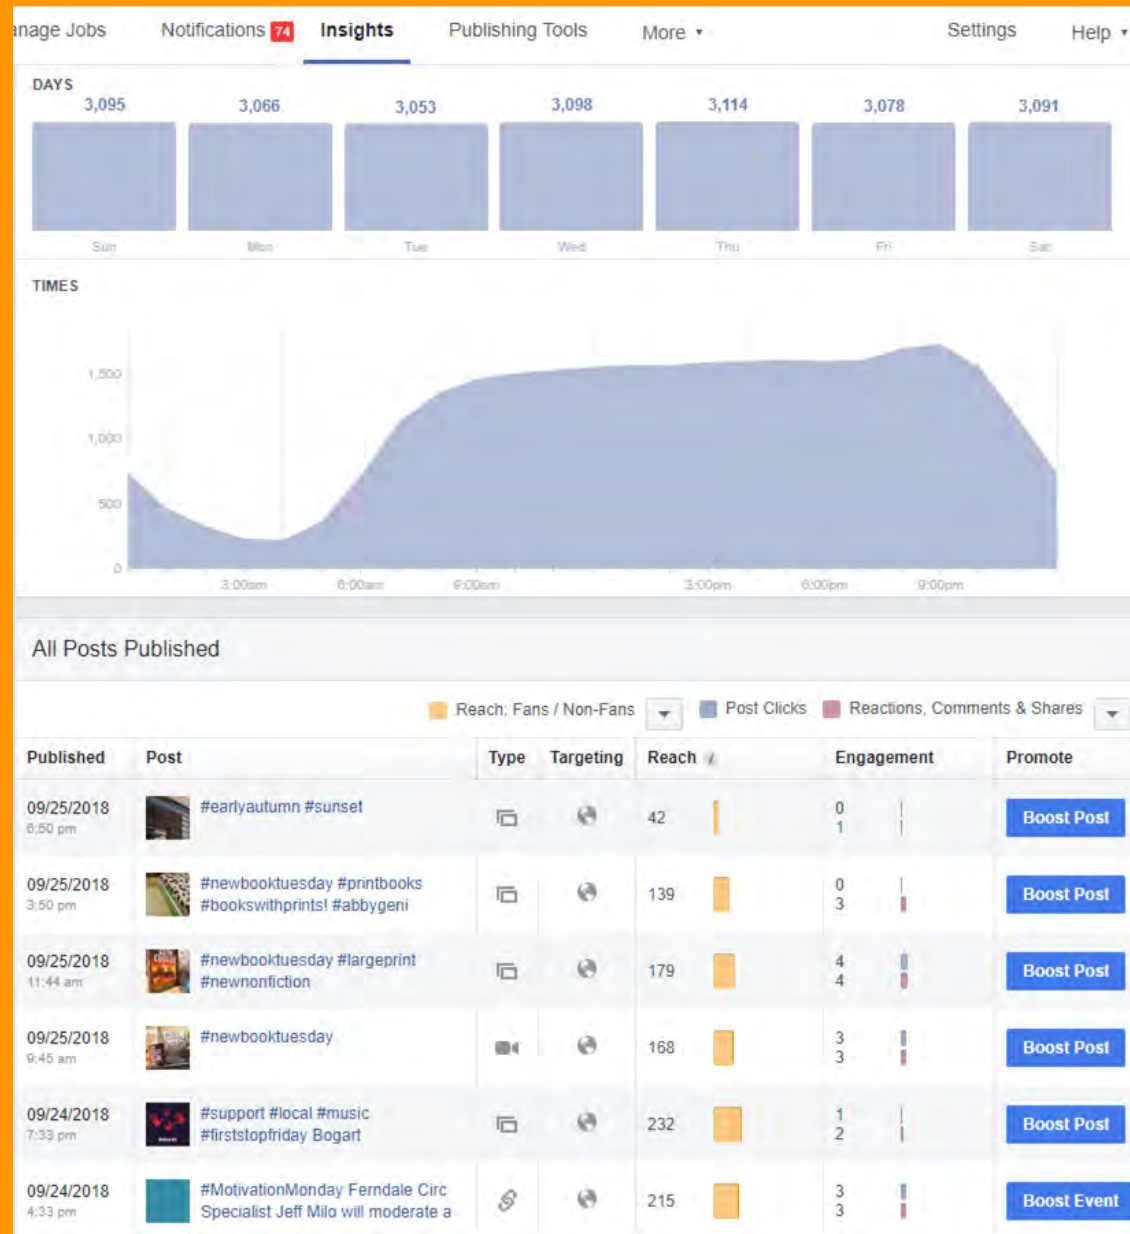 anage Jobs Notifications 74 Insights Publishing Tools More Settings Help
DAYS
3,095 3,066 3,053 3,098 3,114 3,078 3,091
Sun Mon Tue Wed Thu Fri Sat
TIMES
1,500
1,000
500
0
3:00am 6:00am 9:00am 3:00pm 6:00pm 9:00pm
All Posts Published
Reach: Fans / Non-Fans Post Clicks Reactions, Comments & Shares
Published Post Type Targeting Reach i Engagement Promote
09/25/2018 #earlyautumn #sunset 42 0 Boost Post
6:50 pm 1
09/25/2018 #newbooktuesday #printbooks 139 0 Boost Post
3:50 pm #bookswithprints! #abbygeni 3
09/25/2018 #newbooktuesday #largeprint 179 4 Boost Post
11:44 am #newnonfiction 4
09/25/2018 #newbooktuesday 168 3 Boost Post
9:45 am 3
09/24/2018 #support #local #music 232 1 Boost Post
7:33 pm #firststopfriday Bogart 2
09/24/2018 #MotivationMonday Ferndale Circ 215 3 Boost Event
4:33 pm Specialist Jeff Milo will moderate a 3